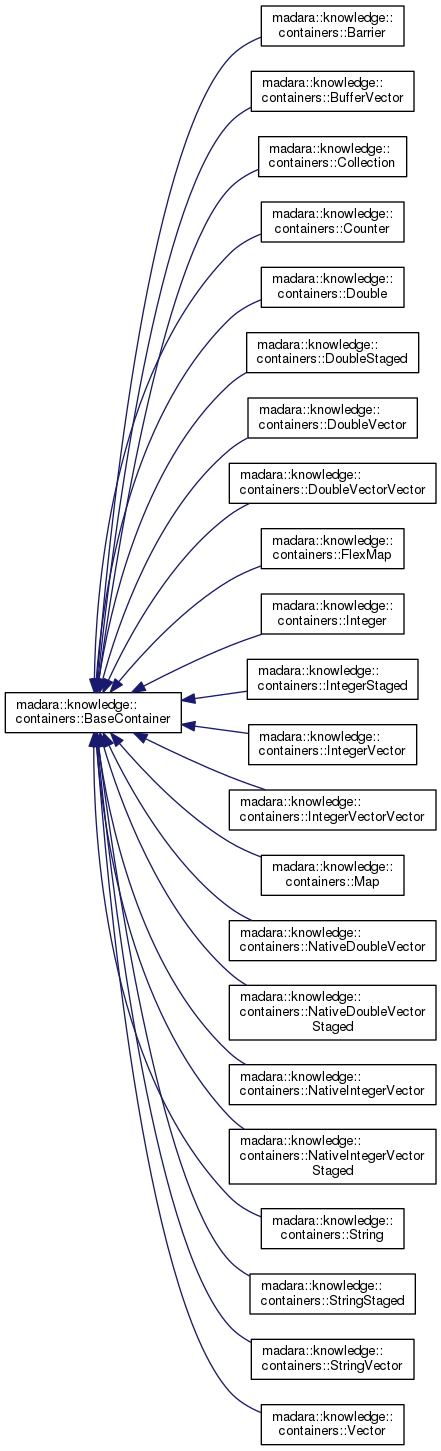 madara::knowledge::
containers::Barrier
madara::knowledge::
containers::BufferVector
madara::knowledge::
containers::Collection
madara::knowledge::
containers::Counter
madara::knowledge::
containers::Double
madara::knowledge::
containers::DoubleStaged
madara::knowledge::
containers::DoubleVector
madara::knowledge::
containers::DoubleVectorVector
madara::knowledge::
containers::FlexMap
madara::knowledge::
containers::Integer
madara::knowledge::
containers::IntegerStaged
madara::knowledge::
containers::BaseContainer
madara::knowledge::
containers::IntegerVector
madara::knowledge::
containers::IntegerVectorVector
madara::knowledge::
containers::Map
madara::knowledge::
containers::NativeDoubleVector
madara::knowledge::
containers::NativeDoubleVector
Staged
madara::knowledge::
containers::NativeIntegerVector
madara::knowledge::
containers::NativeIntegerVector
Staged
madara::knowledge::
containers::String
madara::knowledge::
containers::StringStaged
madara::knowledge::
containers::StringVector
madara::knowledge::
containers::Vector